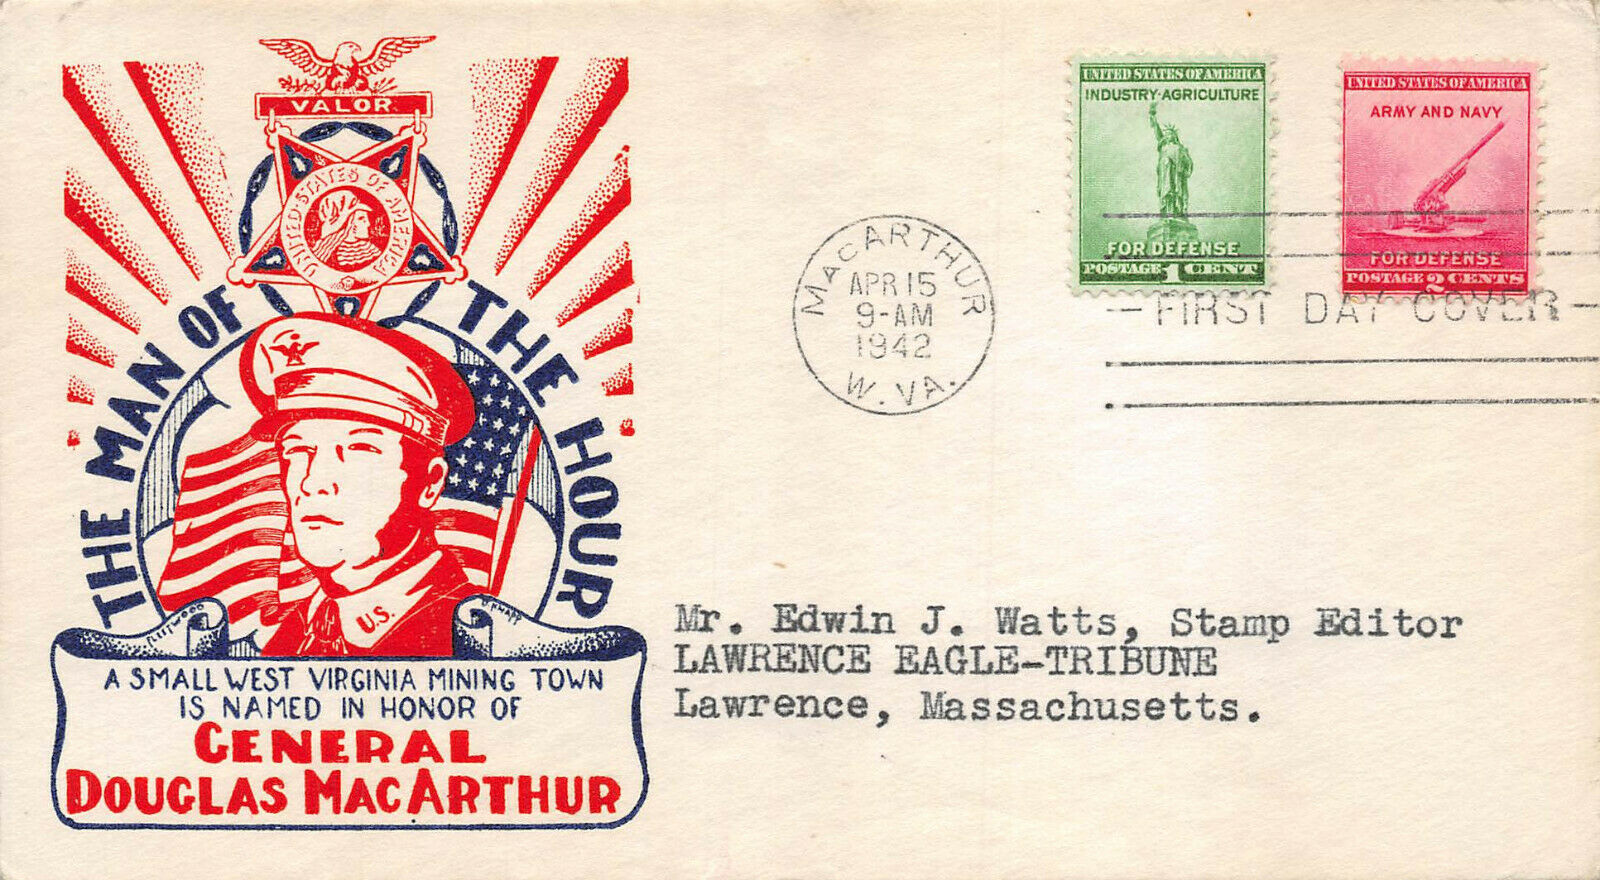 VALOR
UNITED·STATES OF AMERICA
THE MAN OF THE HOUR
FLEETWOOD
U.S.
A SMALL WEST VIRGINIA MINING TOWN
IS NAMED IN HONOR OF
GENERAL
DOUGLAS MACARTHUR
MacARTHUR
APR 15
9-AM
1942
W. VA.
UNITED STATES OF AMERICA
INDUSTRY·AGRICULTURE
FOR DEFENSE
POSTAGE 1 CENT
UNITED STATES OF AMERICA
ARMY AND NAVY
FOR DEFENSE
POSTAGE 2 CENTS
—FIRST DAY COVER—
Mr. Edwin J. Watts, Stamp Editor
LAWRENCE EAGLE-TRIBUNE
Lawrence, Massachusetts.